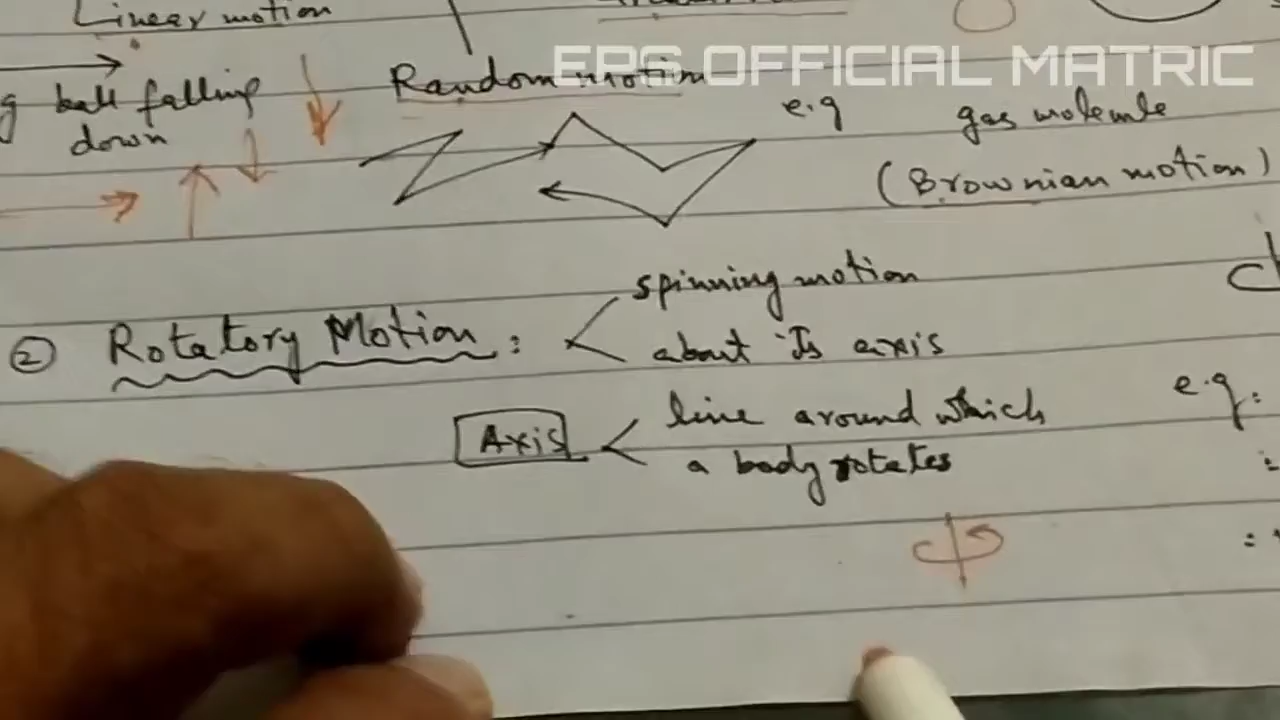 Linear motion
EPG OFFICIAL MATRIC
Random motion
g ball falling
down
e.g
gas molecule
(Brownian motion)
② Rotatory Motion :
spinning motion
about Its axis
Axis
line around which
a body rotates
e.g: